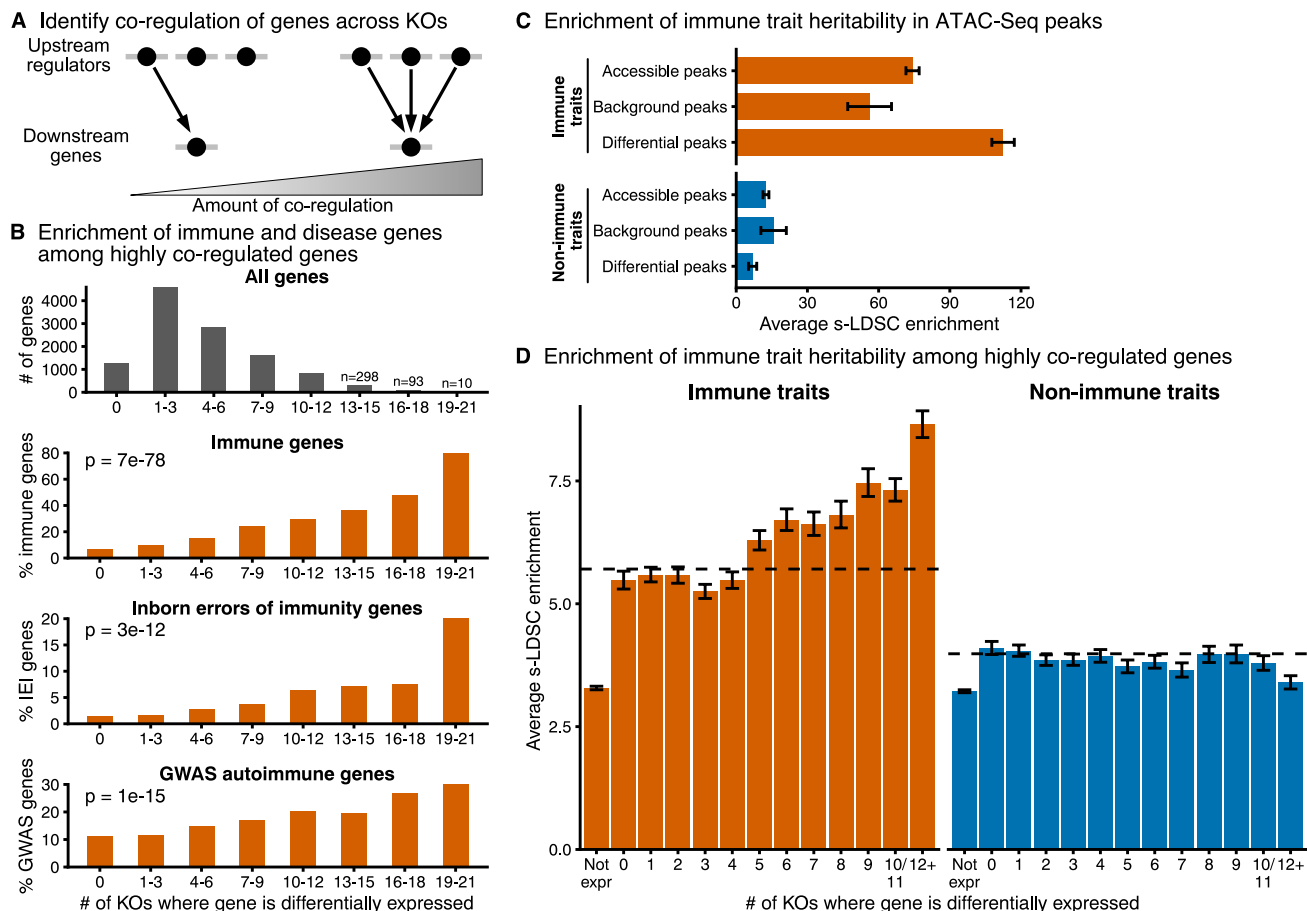 A Identify co-regulation of genes across KOs
Upstream
regulators
Downstream
genes
Amount of co-regulation
B Enrichment of immune and disease genes
among highly co-regulated genes
All genes
# of genes
4000
3000
2000
1000
0
n=298
n=93
n=10
0 1-3 4-6 7-9 10-12 13-15 16-18 19-21
Immune genes
% immune genes
p = 7e-78
80
60
40
20
0
0 1-3 4-6 7-9 10-12 13-15 16-18 19-21
Inborn errors of immunity genes
% IEI genes
p = 3e-12
20
15
10
5
0
0 1-3 4-6 7-9 10-12 13-15 16-18 19-21
GWAS autoimmune genes
% GWAS genes
p = 1e-15
30
20
10
0
0 1-3 4-6 7-9 10-12 13-15 16-18 19-21
# of KOs where gene is differentially expressed
C Enrichment of immune trait heritability in ATAC-Seq peaks
Immune
traits
Accessible peaks
Background peaks
Differential peaks
Non-immune
traits
Accessible peaks
Background peaks
Differential peaks
0 30 60 90 120
Average s-LDSC enrichment
D Enrichment of immune trait heritability among highly co-regulated genes
Immune traits
Non-immune traits
Average s-LDSC enrichment
7.5
5.0
2.5
0.0
Not 0 1 2 3 4 5 6 7 8 9 10/ 12+
expr 11
Not 0 1 2 3 4 5 6 7 8 9 10/ 12+
expr 11
# of KOs where gene is differentially expressed